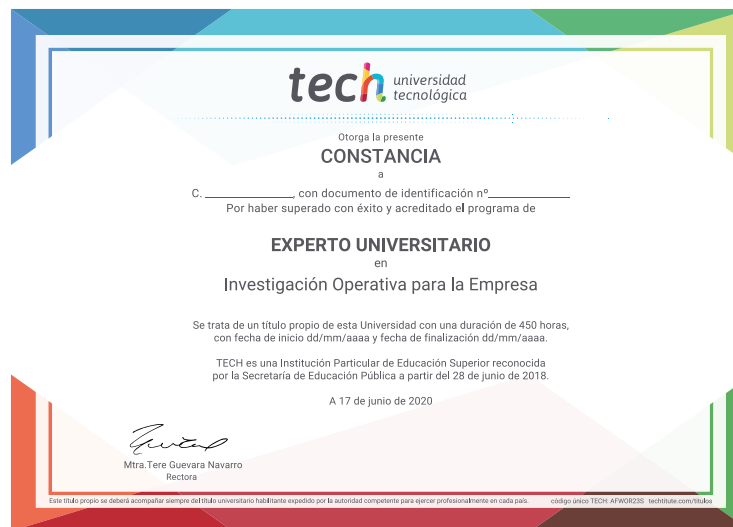 tech universidad
tecnológica
Otorga la presente
CONSTANCIA
a
C. ______________, con documento de identificación nº______________
Por haber superado con éxito y acreditado el programa de
EXPERTO UNIVERSITARIO
en
Investigación Operativa para la Empresa
Se trata de un título propio de esta Universidad con una duración de 450 horas,
con fecha de inicio dd/mm/aaaa y fecha de finalización dd/mm/aaaa.
TECH es una Institución Particular de Educación Superior reconocida
por la Secretaría de Educación Pública a partir del 28 de junio de 2018.
A 17 de junio de 2020
Mtra.Tere Guevara Navarro
Rectora
Este título propio se deberá acompañar siempre del título universitario habilitante expedido por la autoridad competente para ejercer profesionalmente en cada país. código único TECH: AFWOR23S techtitute.com/titulos